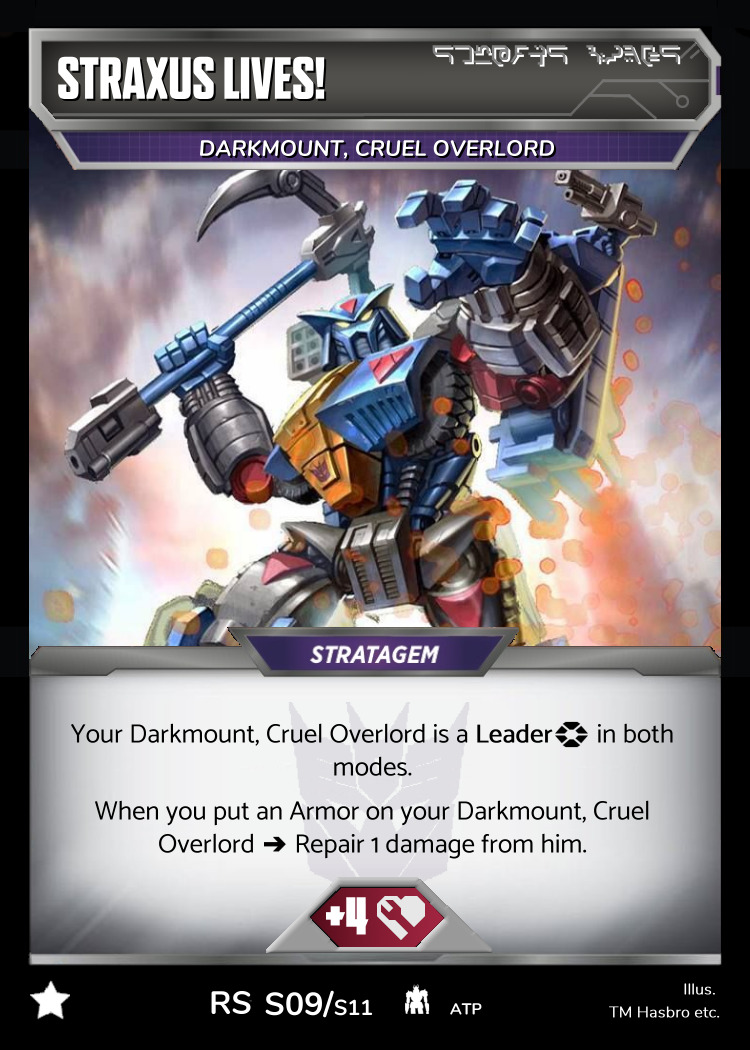 STRAXUS LIVES!
DARKMOUNT, CRUEL OVERLORD
STRATAGEM
Your Darkmount, Cruel Overlord is a Leader in both
modes.
When you put an Armor on your Darkmount, Cruel
Overlord ➔ Repair 1 damage from him.
+4
RS S09/S11 ATP
Illus.
TM Hasbro etc.